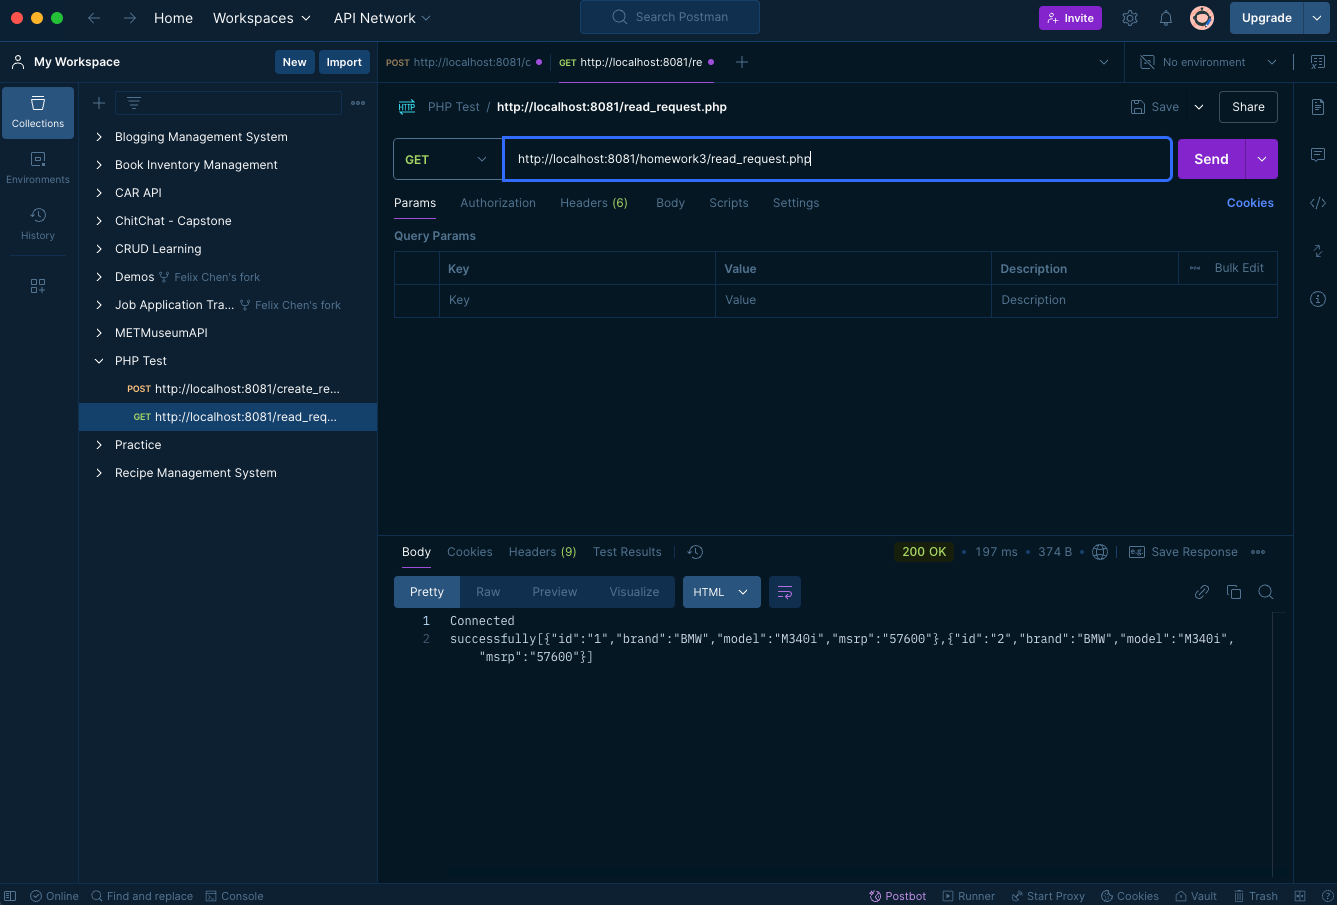 Home Workspaces API Network Search Postman Invite Upgrade
My Workspace New Import POST http://localhost:8081/c GET http://localhost:8081/re No environment
Collections
Environments
History
Blogging Management System
Book Inventory Management
CAR API
ChitChat - Capstone
CRUD Learning
Demos Felix Chen's fork
Job Application Tra... Felix Chen's fork
METMuseumAPI
PHP Test
POST http://localhost:8081/create_re...
GET http://localhost:8081/read_req...
Practice
Recipe Management System
HTTP PHP Test / http://localhost:8081/read_request.php Save Share
GET http://localhost:8081/homework3/read_request.php Send
Params Authorization Headers (6) Body Scripts Settings Cookies
Query Params
Key Value Description Bulk Edit
Key Value Description
Body Cookies Headers (9) Test Results 200 OK 197 ms 374 B e.g. Save Response
Pretty Raw Preview Visualize HTML
1 Connected
2 successfully[{"id":"1","brand":"BMW","model":"M340i","msrp":"57600"},{"id":"2","brand":"BMW","model":"M340i",
"msrp":"57600"}]
Online Find and replace Console Postbot Runner Start Proxy Cookies Vault Trash